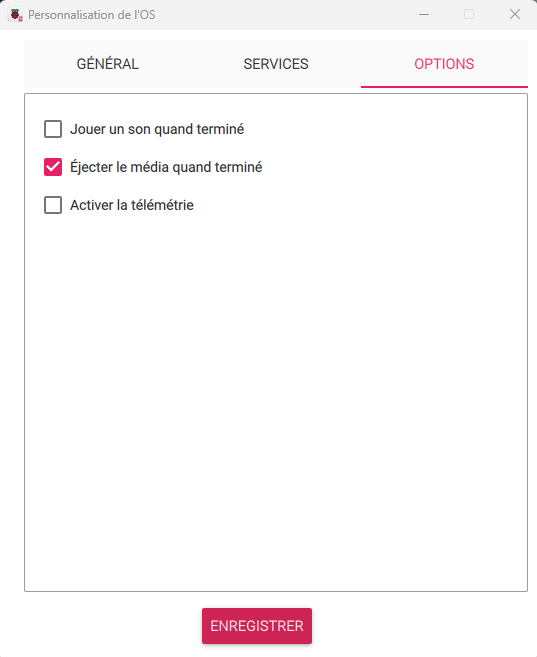 Personnalisation de l'OS
GÉNÉRAL
SERVICES
OPTIONS
Jouer un son quand terminé
Éjecter le média quand terminé
Activer la télémétrie
ENREGISTRER